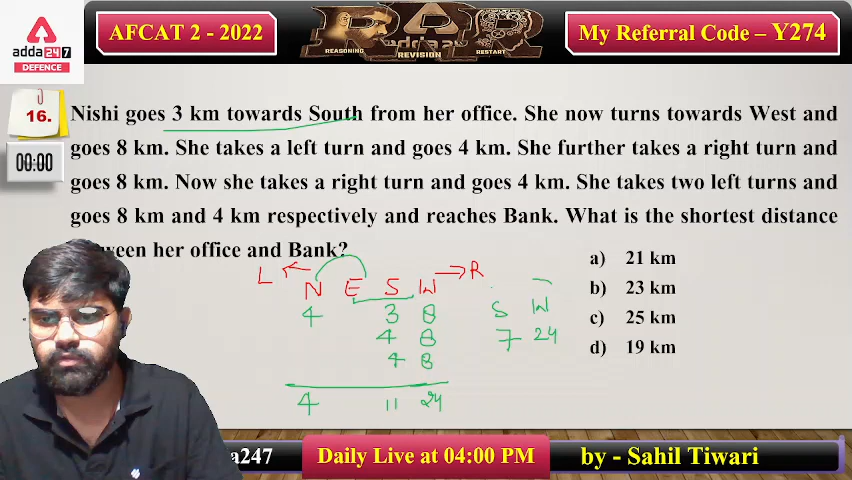 adda 24 7
DEFENCE
AFCAT 2 - 2022
REASONING
REVISION
RESTART
My Referral Code – Y274
16.
00:00
Nishi goes 3 km towards South from her office. She now turns towards West and
goes 8 km. She takes a left turn and goes 4 km. She further takes a right turn and
goes 8 km. Now she takes a right turn and goes 4 km. She takes two left turns and
goes 8 km and 4 km respectively and reaches Bank. What is the shortest distance
her office and Bank?
a) 21 km
b) 23 km
c) 25 km
d) 19 km
L N E S W R
4 3 8
4 8
4 8
4 11 24
S W
7 24
a247
Daily Live at 04:00 PM
by - Sahil Tiwari